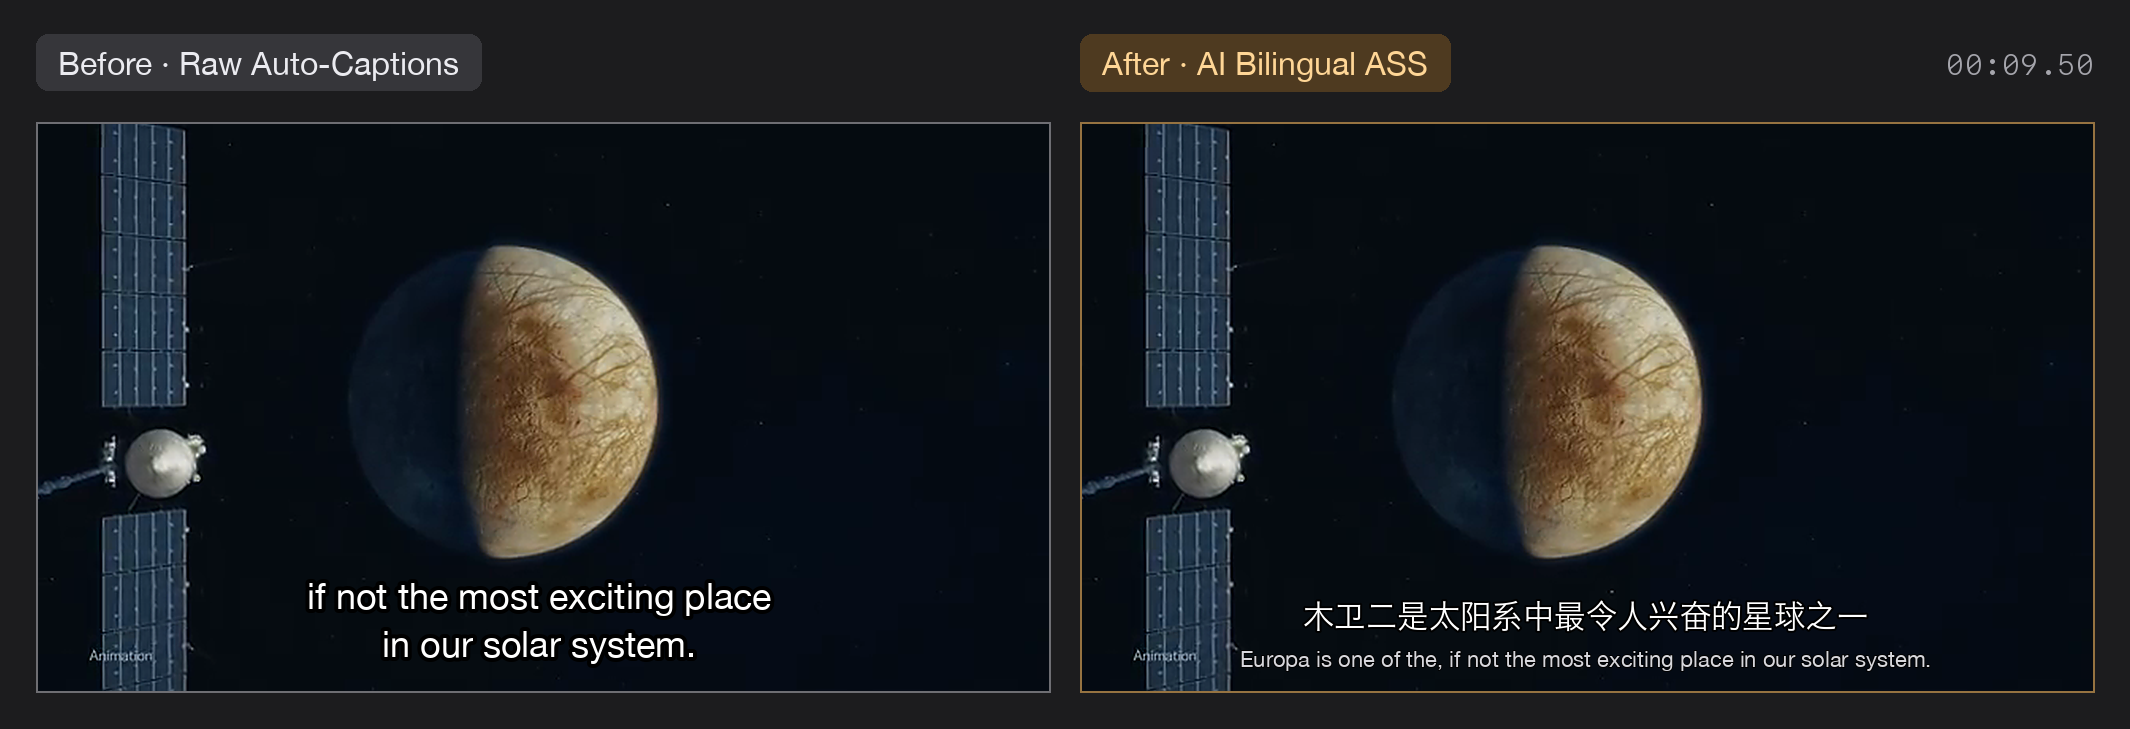 Before · Raw Auto-Captions
After · AI Bilingual ASS
00:09.50
if not the most exciting place
in our solar system.
Animation
木卫二是太阳系中最令人兴奋的星球之一
Europa is one of the, if not the most exciting place in our solar system.
Animation